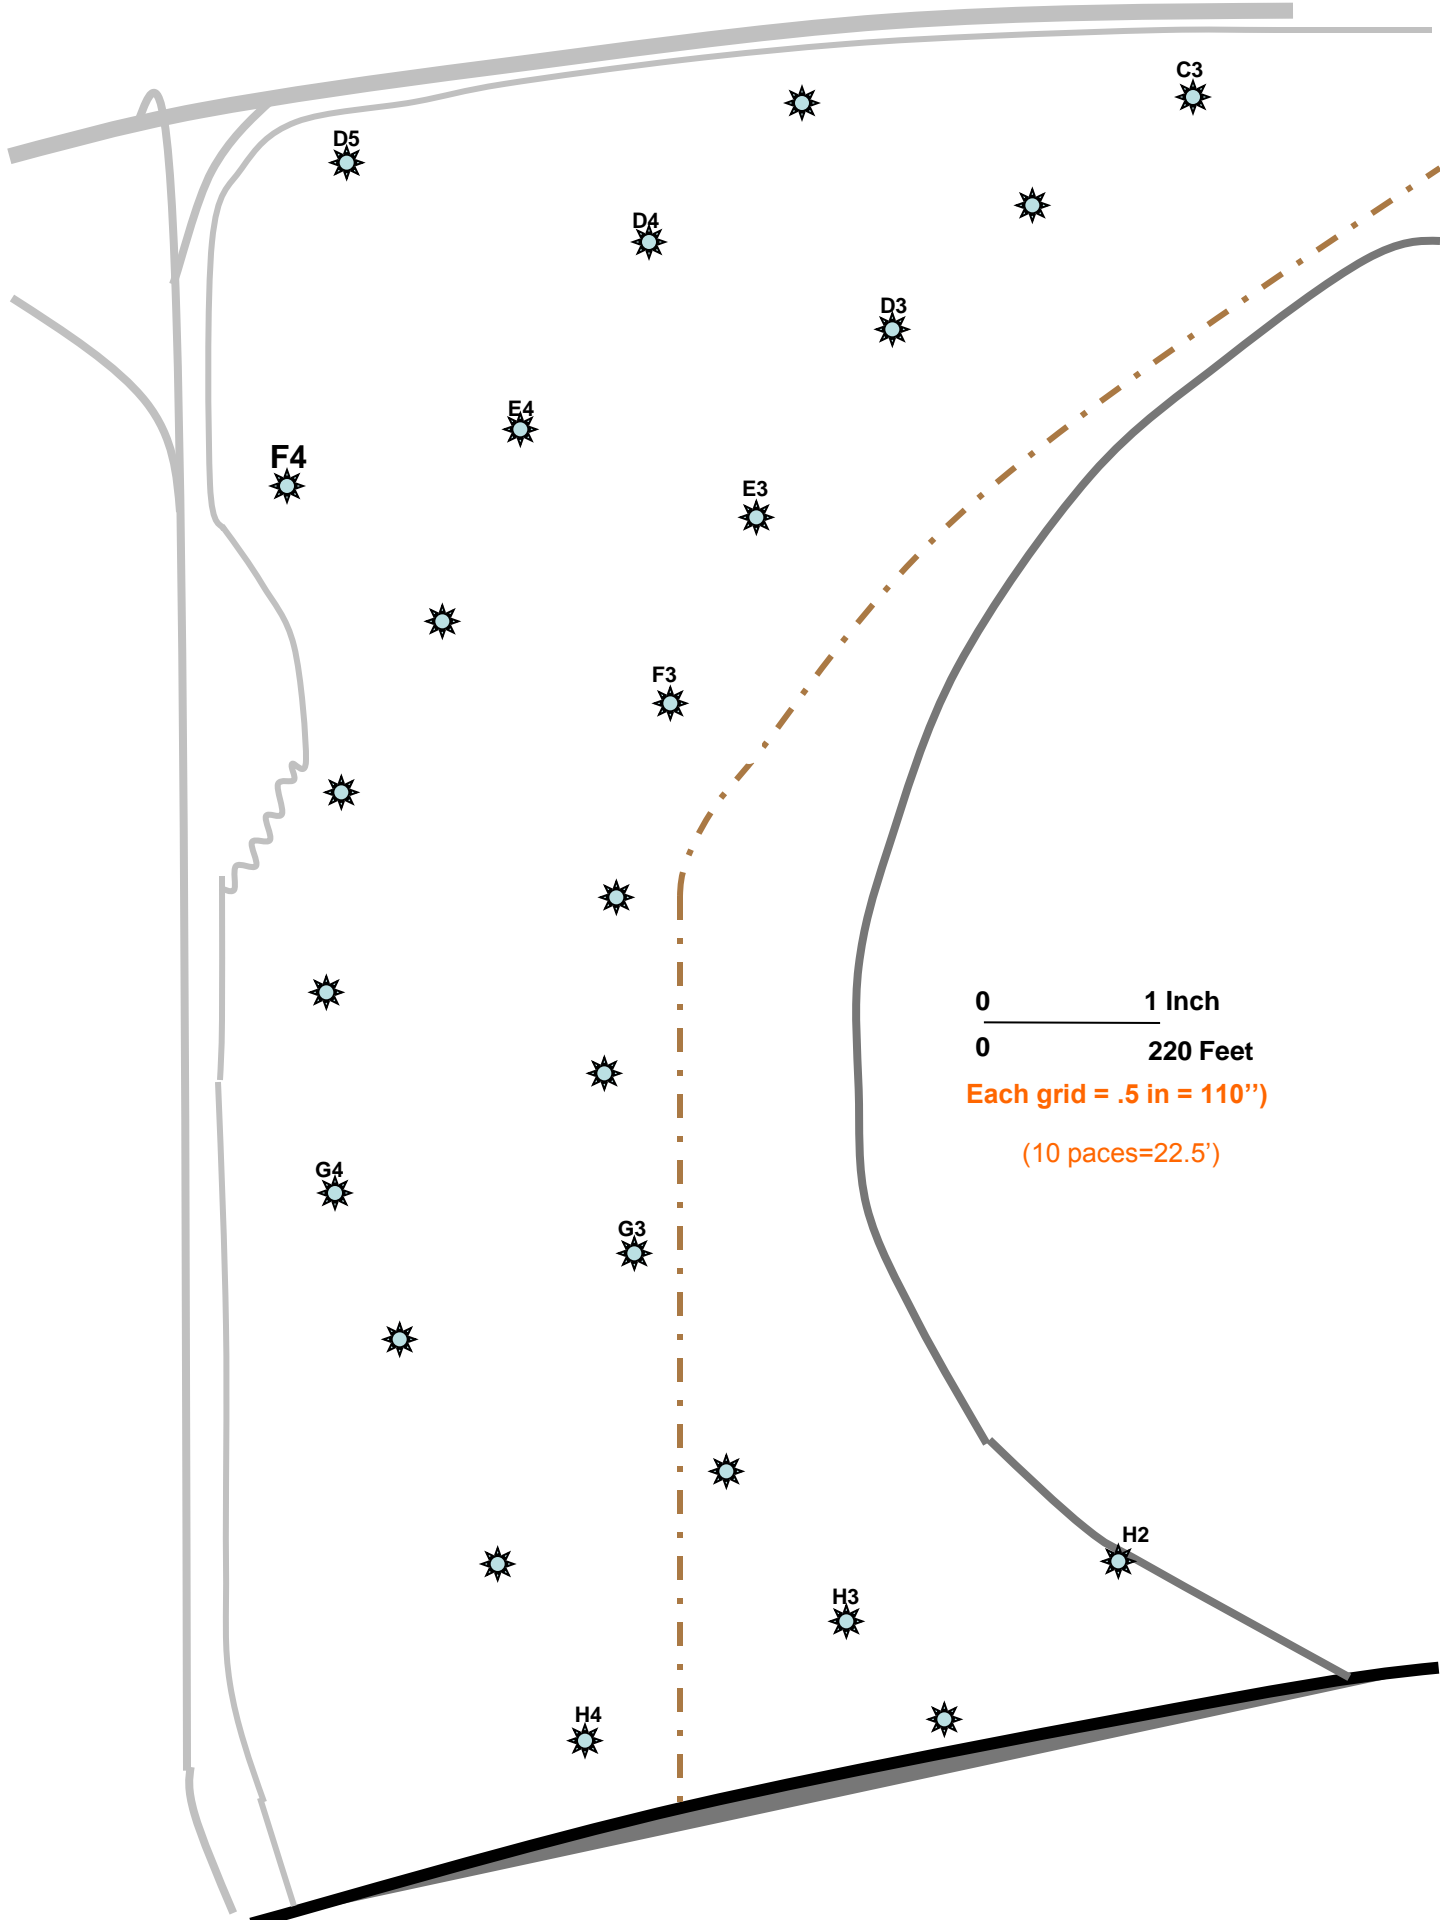 C3
D5
D4
D3
E4
F4
E3
F3
0 1 Inch
0 220 Feet
Each grid = .5 in = 110’’)
(10 paces=22.5’)
G4
G3
H2
H3
H4